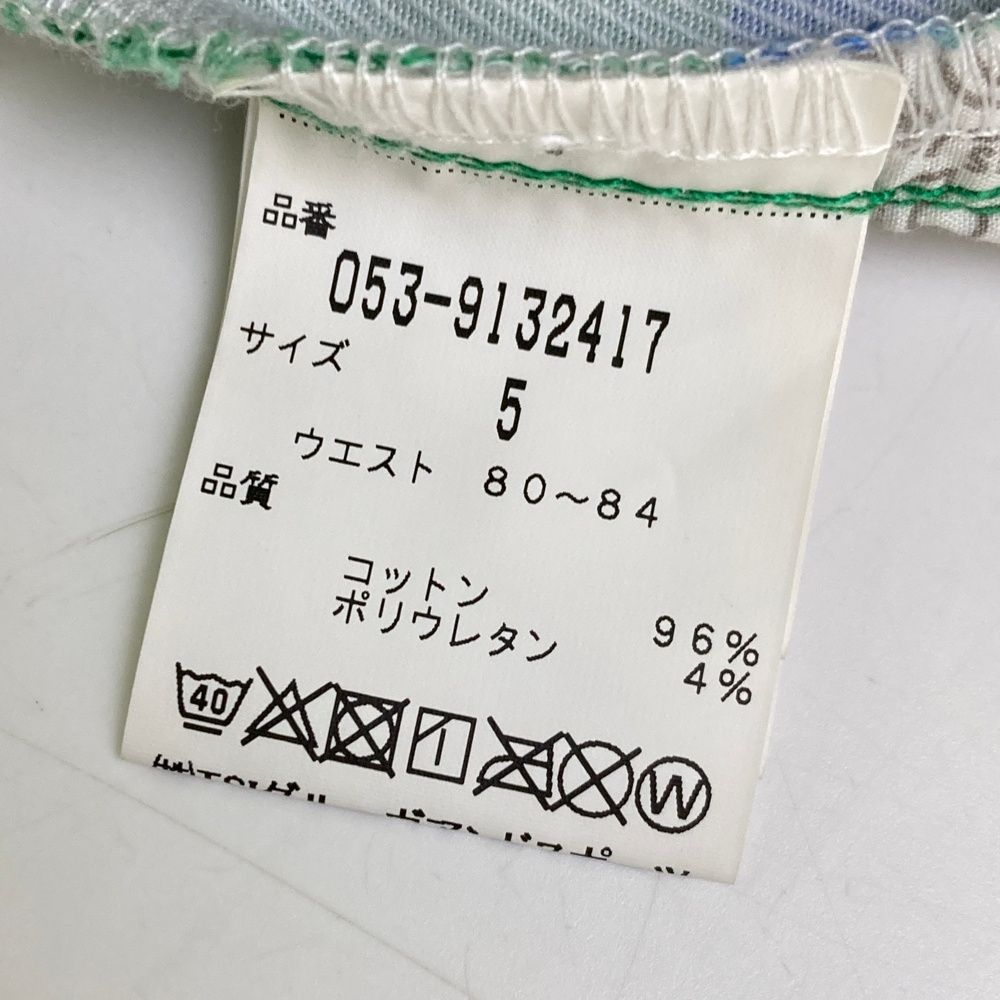 品番
053-9132417
サイズ
5
ウエスト 80〜84
品質
コットン 96%
ポリウレタン 4%
40
W